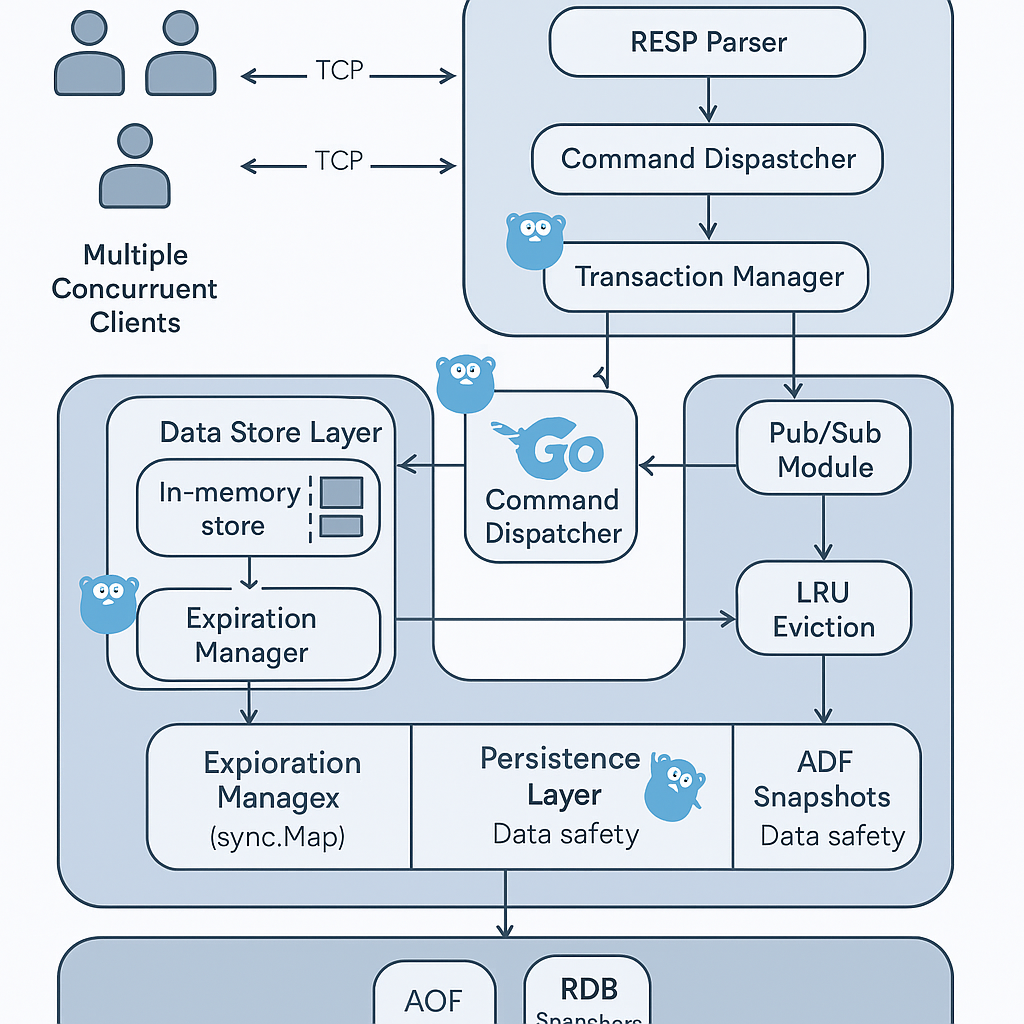 RESP Parser
TCP
Command Dispastcher
TCP
Transaction Manager
Multiple
Concurruent
Clients
Data Store Layer
In-memory
store
Expiration
Manager
Go
Command
Dispatcher
Pub/Sub
Module
LRU
Eviction
Expioration
Managex
(sync.Map)
Persistence
Layer
Data safety
ADF
Snapshots
Data safety
AOF
RDB
Snanshors